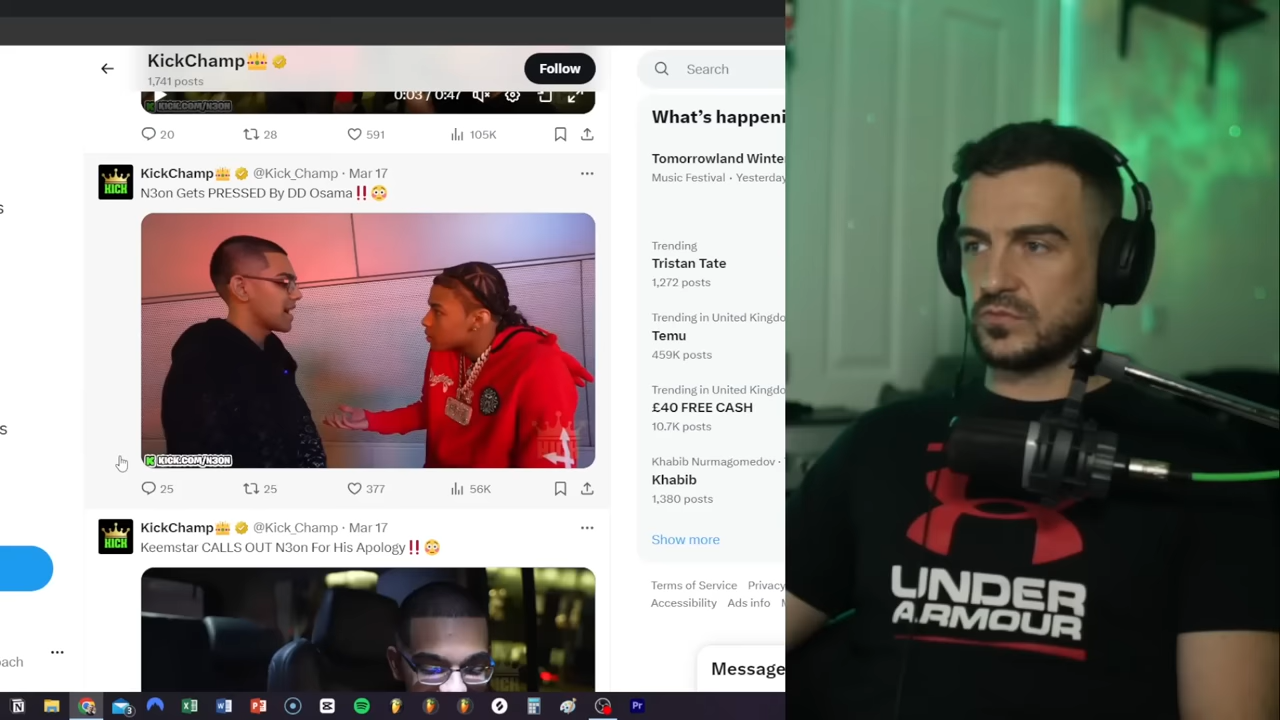 KickChamp
1,741 posts
Follow
Search
0:03 / 0:47
KICK.COM/N3ON
20
28
591
105K
KickChamp @Kick_Champ · Mar 17
N3on Gets PRESSED By DD Osama‼️😳
KICK
KICK.COM/N3ON
25
25
377
56K
KickChamp @Kick_Champ · Mar 17
Keemstar CALLS OUT N3on For His Apology‼️😳
KICK
What's happeni
Tomorrowland Winte
Music Festival · Yesterday
Trending
Tristan Tate
1,272 posts
Trending in United Kingdo
Temu
459K posts
Trending in United Kingdo
£40 FREE CASH
10.7K posts
Khabib Nurmagomedov ·
Khabib
1,380 posts
Show more
Terms of Service Privacy
Accessibility Ads info
Message
s
s
oach
UNDER
ARMOUR